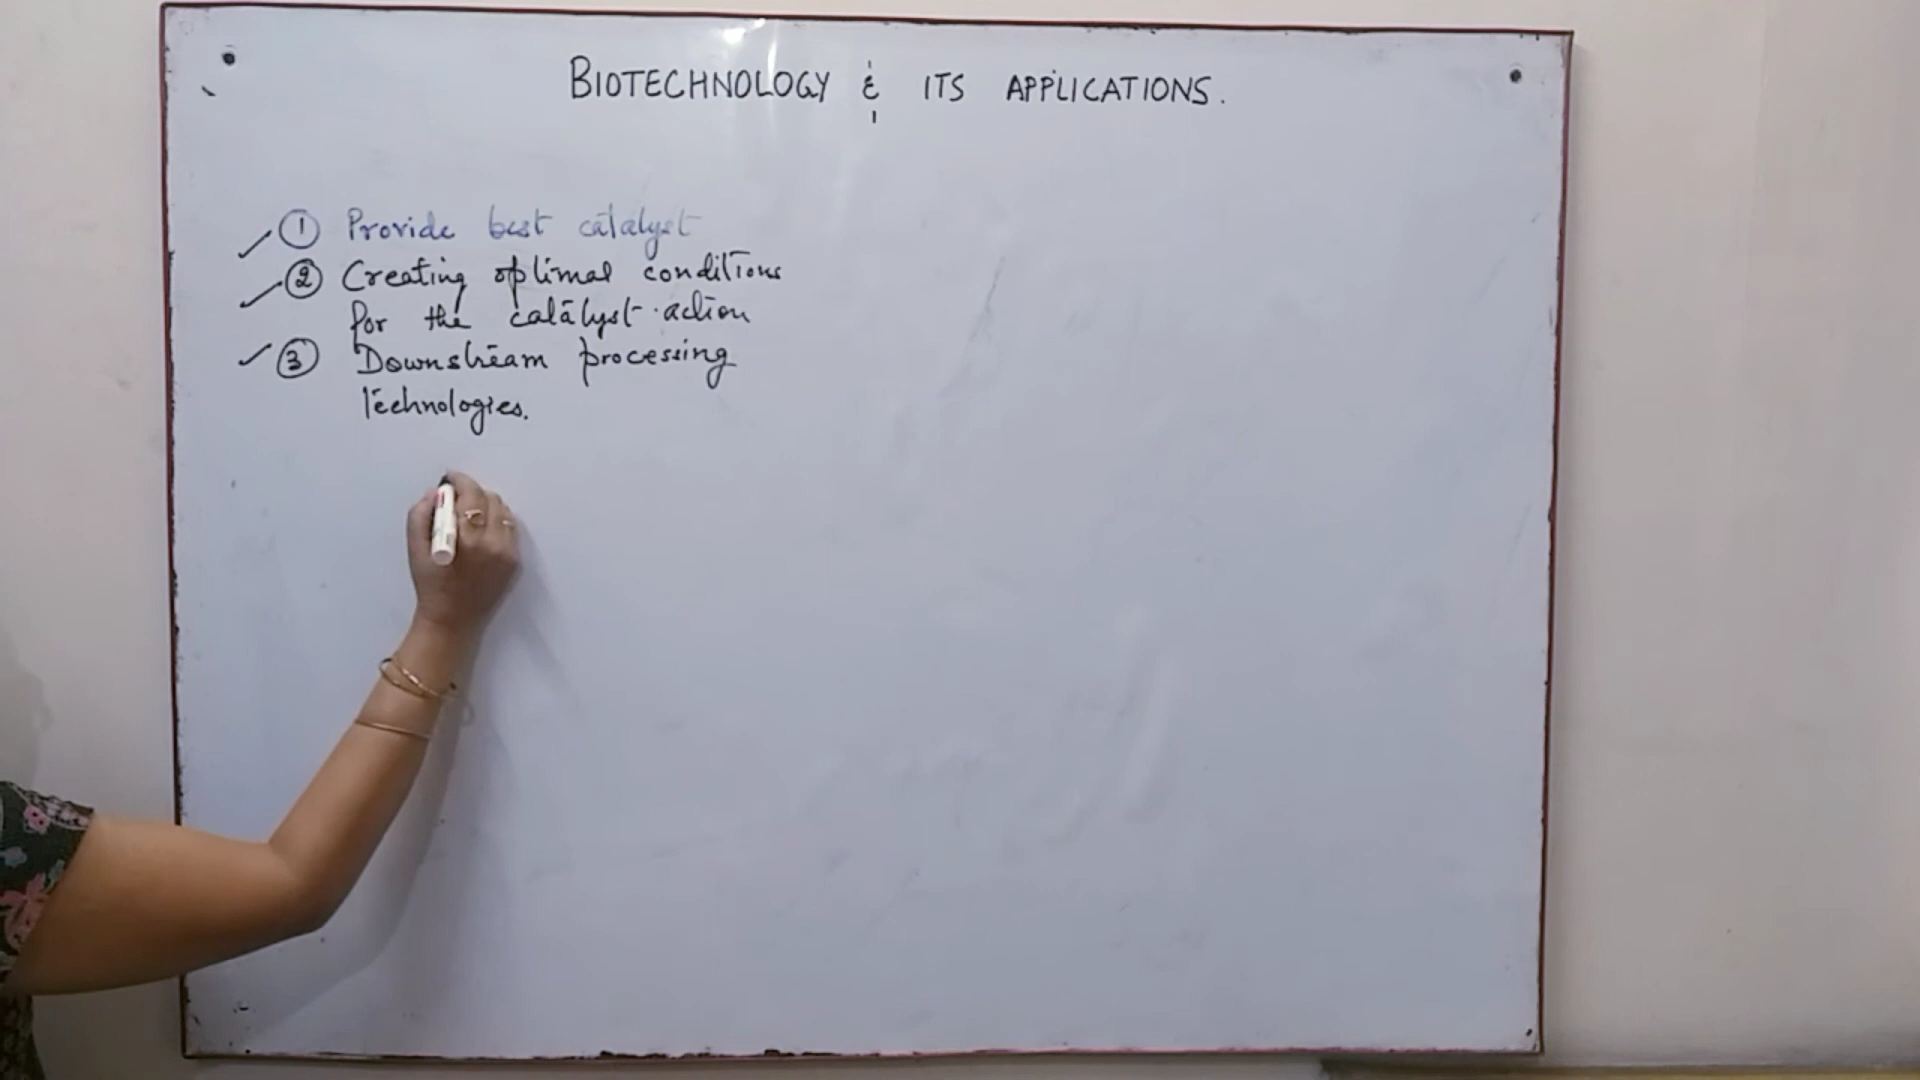 BIOTECHNOLOGY & ITS APPLICATIONS.
① Provide best catalyst
② Creating optimal conditions
for the catalyst action
③ Downstream processing
Technologies.